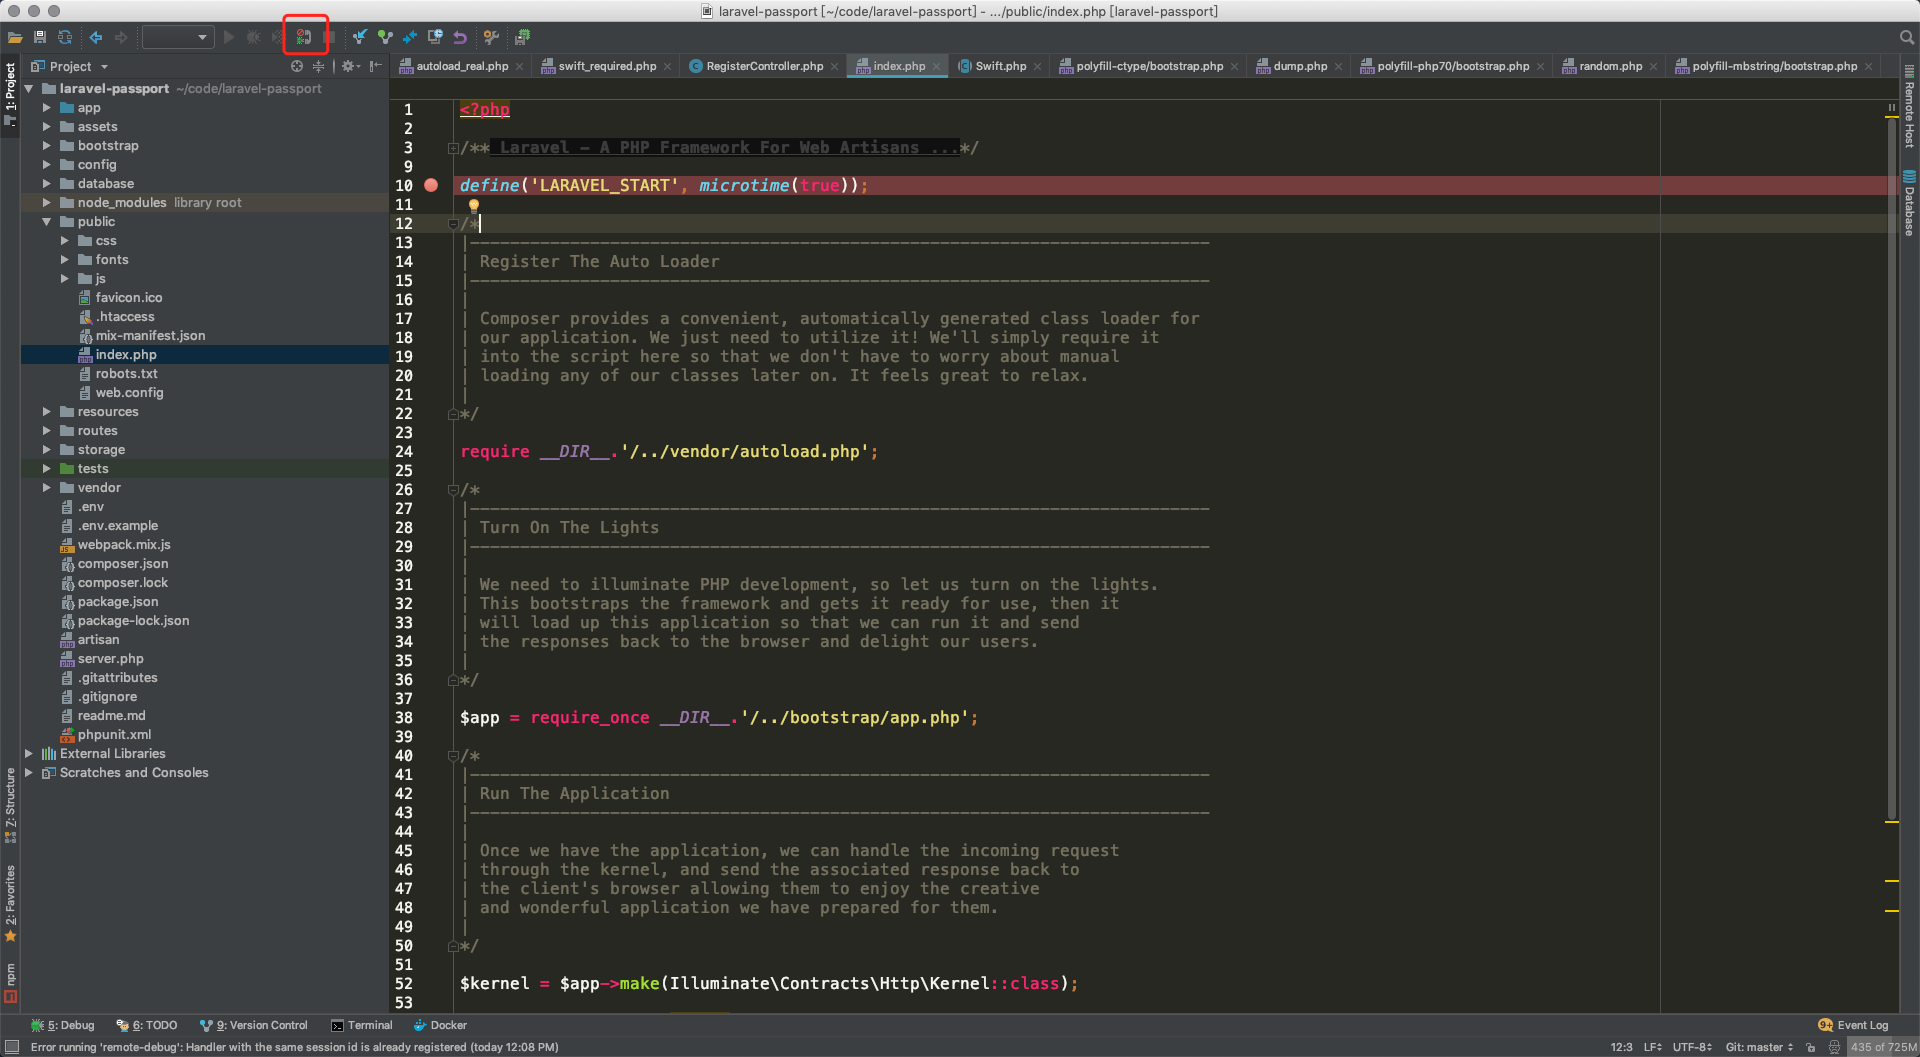 laravel-passport [~/code/laravel-passport] - .../public/index.php [laravel-passport]
Project
autoload_real.php
swift_required.php
RegisterController.php
index.php
Swift.php
polyfill-ctype/bootstrap.php
dump.php
polyfill-php70/bootstrap.php
random.php
polyfill-mbstring/bootstrap.php
1: Project
7: Structure
2: Favorites
npm
laravel-passport ~/code/laravel-passport
app
assets
bootstrap
config
database
node_modules library root
public
css
fonts
js
favicon.ico
.htaccess
mix-manifest.json
index.php
robots.txt
web.config
resources
routes
storage
tests
vendor
.env
.env.example
webpack.mix.js
composer.json
composer.lock
package.json
package-lock.json
artisan
server.php
.gitattributes
.gitignore
readme.md
phpunit.xml
External Libraries
Scratches and Consoles
1 <?php
2
3 /** Laravel - A PHP Framework For Web Artisans ...*/
9
10 define('LARAVEL_START', microtime(true));
11
12 /*
13 |--------------------------------------------------------------------------
14 | Register The Auto Loader
15 |--------------------------------------------------------------------------
16 |
17 | Composer provides a convenient, automatically generated class loader for
18 | our application. We just need to utilize it! We'll simply require it
19 | into the script here so that we don't have to worry about manual
20 | loading any of our classes later on. It feels great to relax.
21 |
22 */
23
24 require __DIR__.'/../vendor/autoload.php';
25
26 /*
27 |--------------------------------------------------------------------------
28 | Turn On The Lights
29 |--------------------------------------------------------------------------
30 |
31 | We need to illuminate PHP development, so let us turn on the lights.
32 | This bootstraps the framework and gets it ready for use, then it
33 | will load up this application so that we can run it and send
34 | the responses back to the browser and delight our users.
35 |
36 */
37
38 $app = require_once __DIR__.'/../bootstrap/app.php';
39
40 /*
41 |--------------------------------------------------------------------------
42 | Run The Application
43 |--------------------------------------------------------------------------
44 |
45 | Once we have the application, we can handle the incoming request
46 | through the kernel, and send the associated response back to
47 | the client's browser allowing them to enjoy the creative
48 | and wonderful application we have prepared for them.
49 |
50 */
51
52 $kernel = $app->make(Illuminate\Contracts\Http\Kernel::class);
53
Remote Host
Database
5: Debug
6: TODO
9: Version Control
Terminal
Docker
9+ Event Log
Error running 'remote-debug': Handler with the same session id is already registered (today 12:08 PM)
12:3 LF UTF-8 Git: master 435 of 725M